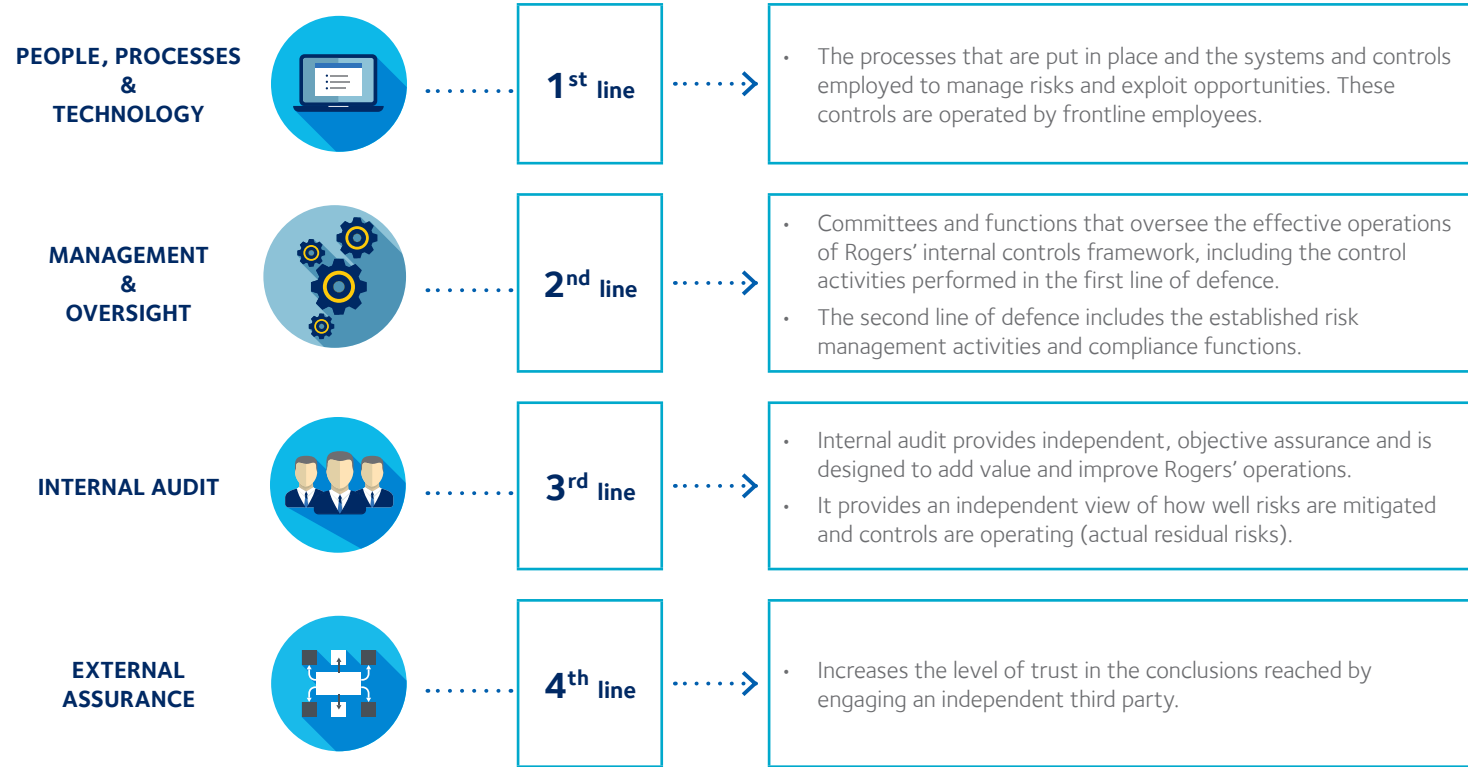 PEOPLE, PROCESSES
&
TECHNOLOGY
1st line
• The processes that are put in place and the systems and controls
employed to manage risks and exploit opportunities. These
controls are operated by frontline employees.
MANAGEMENT
&
OVERSIGHT
2nd line
• Committees and functions that oversee the effective operations
of Rogers’ internal controls framework, including the control
activities performed in the first line of defence.
• The second line of defence includes the established risk
management activities and compliance functions.
INTERNAL AUDIT
3rd line
• Internal audit provides independent, objective assurance and is
designed to add value and improve Rogers’ operations.
• It provides an independent view of how well risks are mitigated
and controls are operating (actual residual risks).
EXTERNAL
ASSURANCE
4th line
• Increases the level of trust in the conclusions reached by
engaging an independent third party.